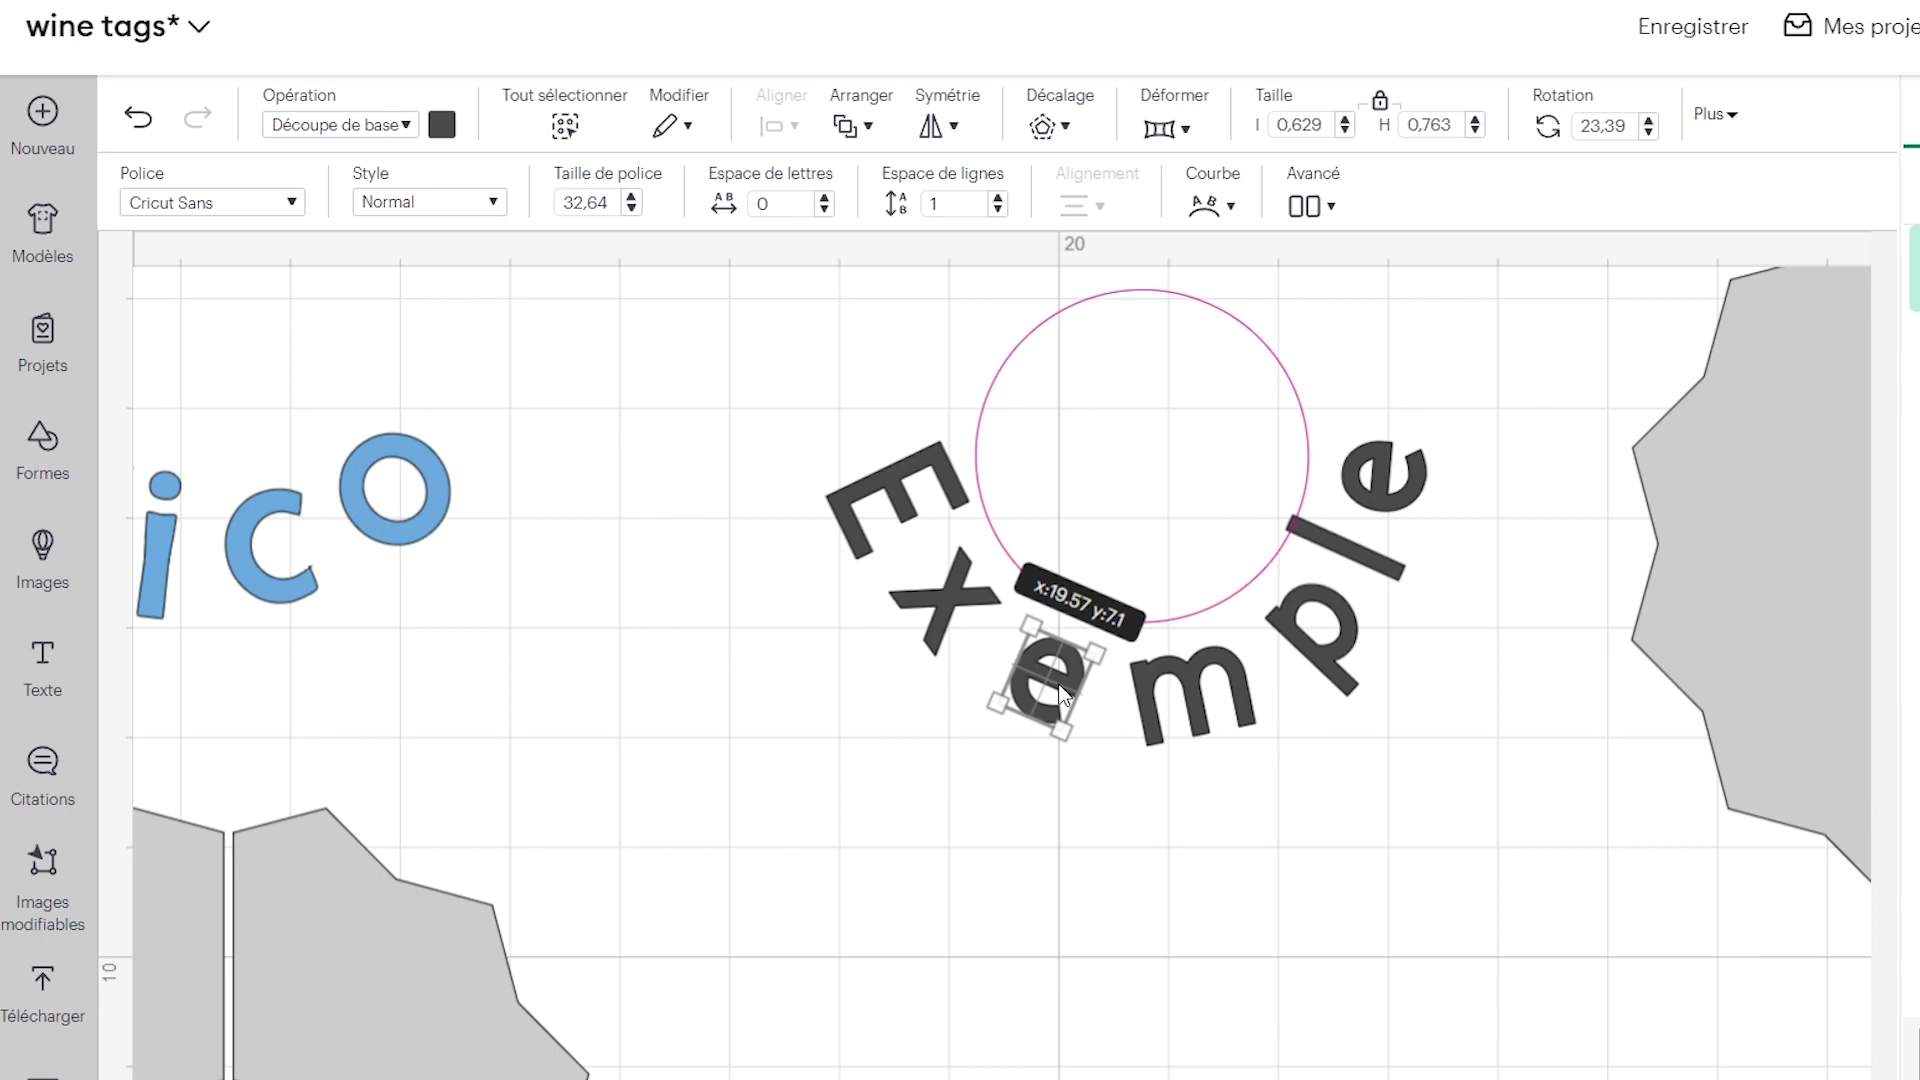 wine tags*
Enregistrer
Mes proje
Opération
Découpe de base
Tout sélectionner
Modifier
Aligner
Arranger
Symétrie
Décalage
Déformer
Taille
l 0,629
H 0,763
Rotation
23,39
Plus
Police
Cricut Sans
Style
Normal
Taille de police
32,64
Espace de lettres
A B
0
Espace de lignes
A
B
1
Alignement
Courbe
A B
Avancé
Nouveau
Modèles
Projets
Formes
Images
T
Texte
Citations
Images
modifiables
Télécharger
20
10
ico
Exemple
x:19.57 y:7.1